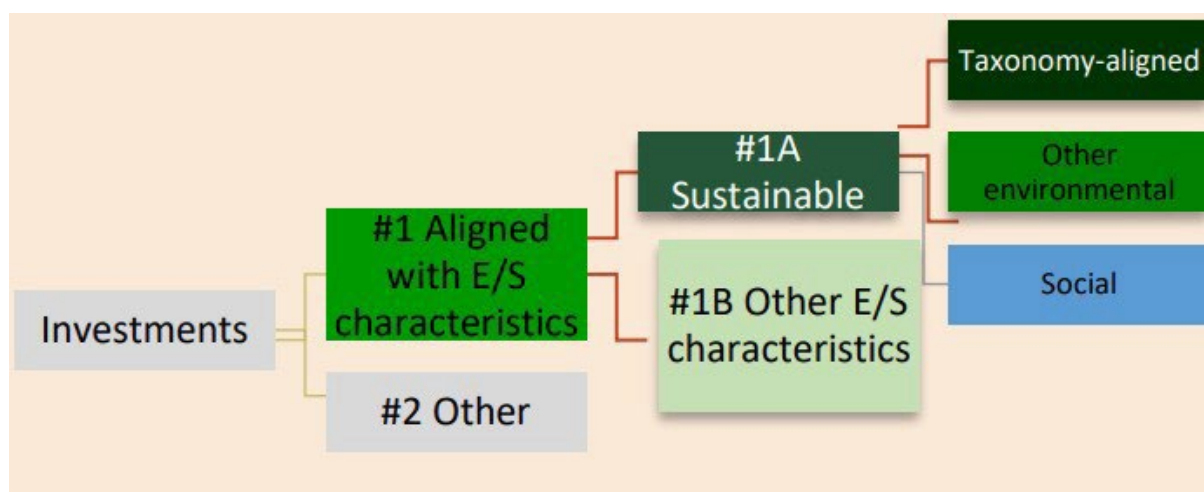 Investments
#1 Aligned
with E/S
characteristics
#2 Other
#1A
Sustainable
#1B Other E/S
characteristics
Taxonomy-aligned
Other
environmental
Social